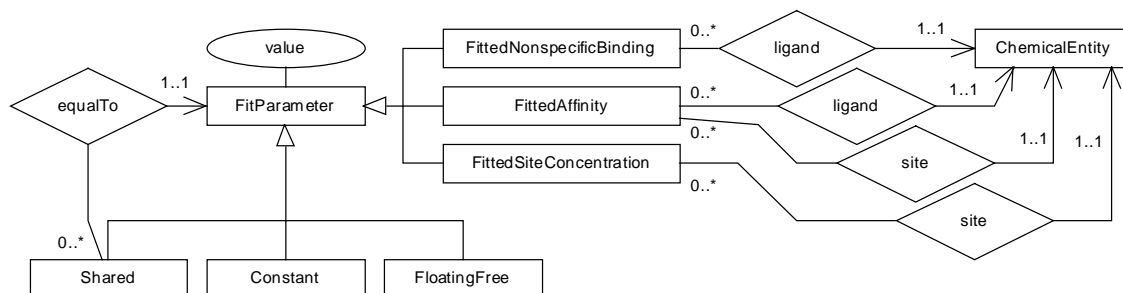 value
0..*
FittedNonspecificBinding
ligand
1..1
ChemicalEntity
equalTo
1..1
FitParameter
FittedAffinity
0..*
ligand
1..1
0..*
FittedSiteConcentration
site
1..1
1..1
0..*
site
0..*
Shared
Constant
FloatingFree